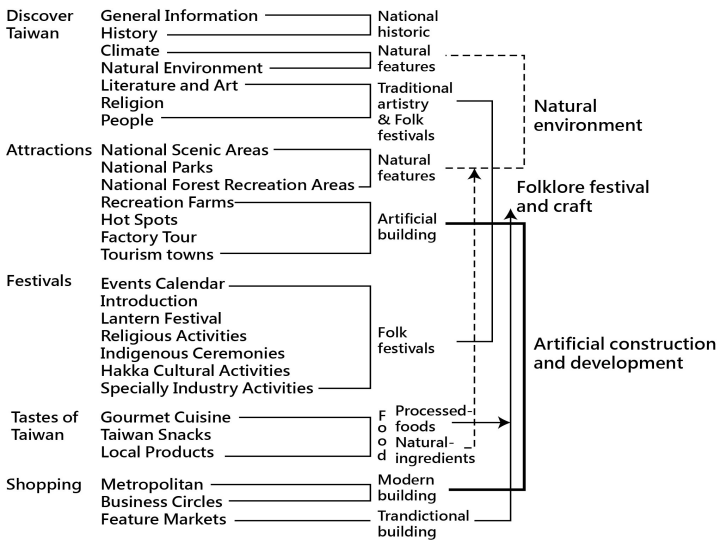 Discover
Taiwan
General Information
History
Climate
Natural Environment
Literature and Art
Religion
People
National
historic
Natural
features
Traditional
artistry
& Folk
festivals
Natural
environment
Attractions
National Scenic Areas
National Parks
National Forest Recreation Areas
Recreation Farms
Hot Spots
Factory Tour
Tourism towns
Natural
features
Artificial
building
Folklore festival
and craft
Festivals
Events Calendar
Introduction
Lantern Festival
Religious Activities
Indigenous Ceremonies
Hakka Cultural Activities
Specially Industry Activities
Folk
festivals
Artificial construction
and development
Tastes of
Taiwan
Gourmet Cuisine
Taiwan Snacks
Local Products
Food
Processed-
foods
Natural-
ingredients
Shopping
Metropolitan
Business Circles
Feature Markets
Modern
building
Trandictional
building